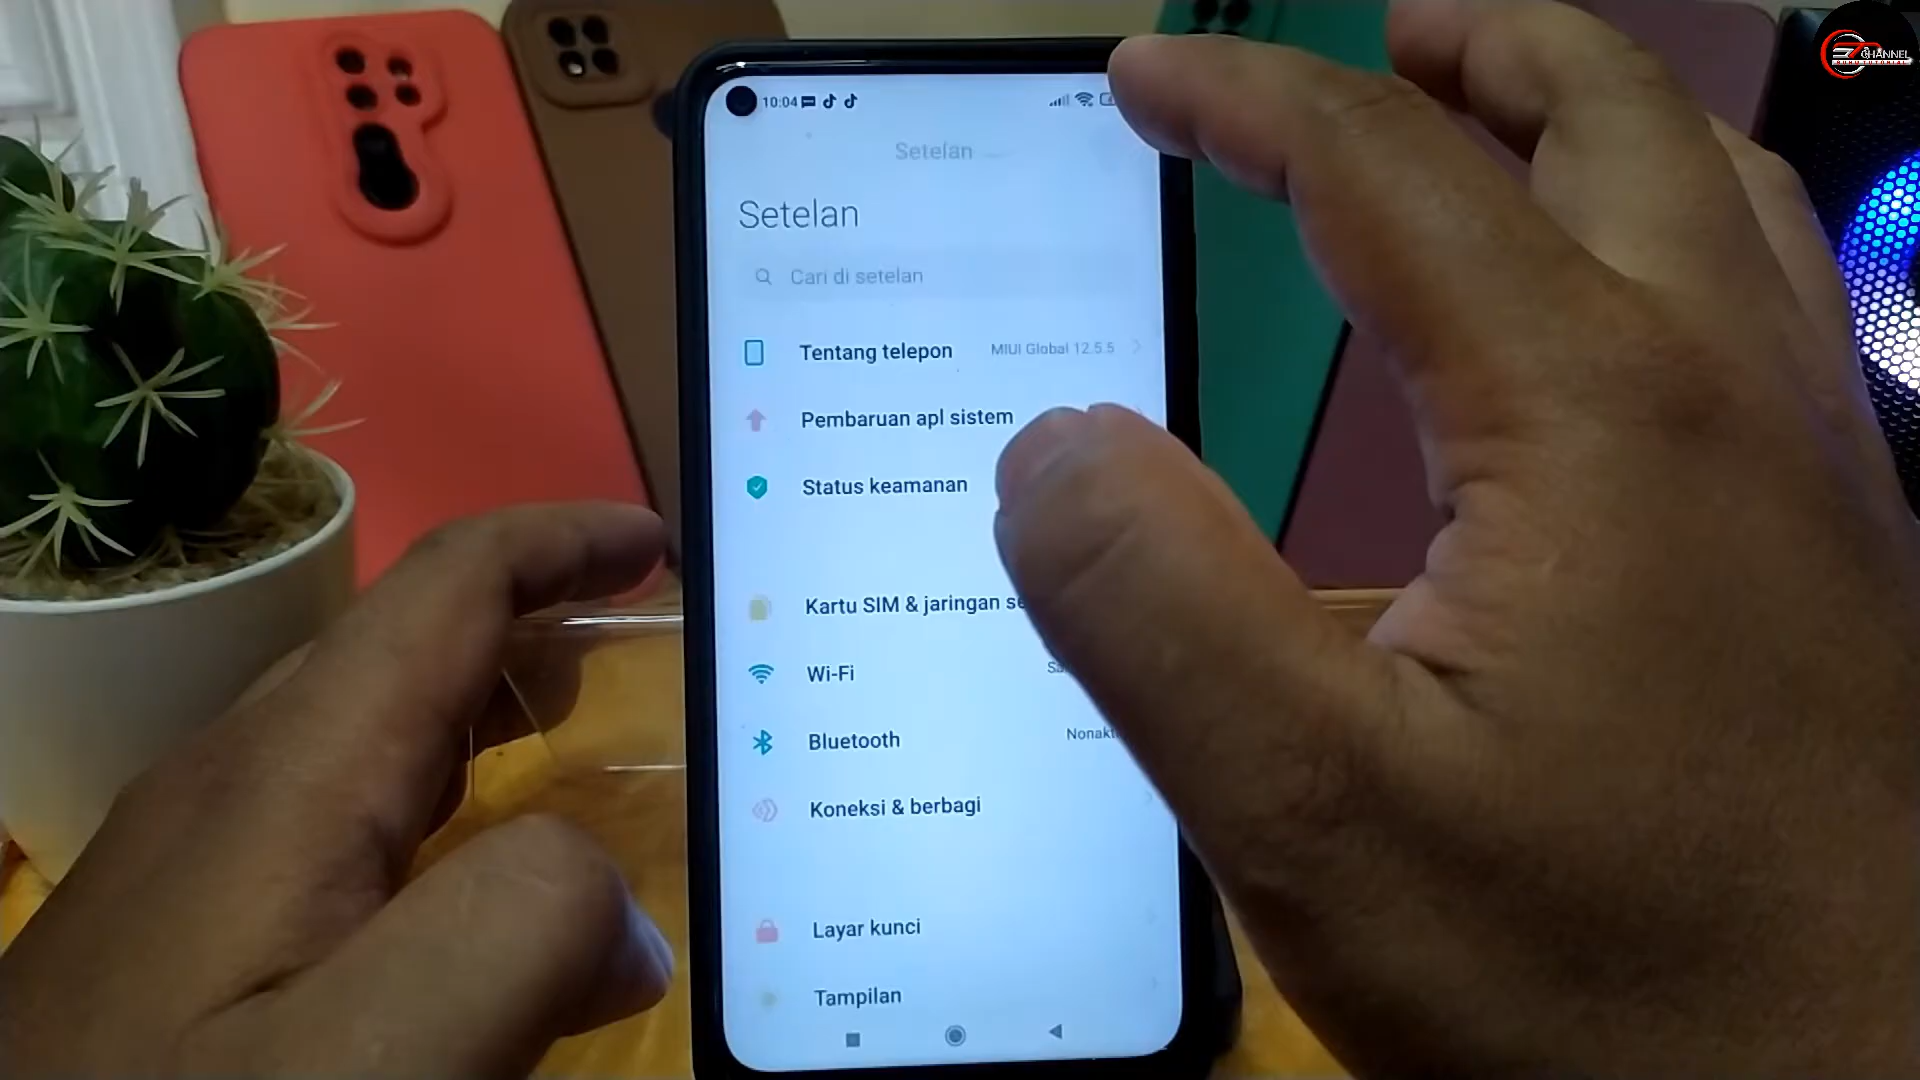 CHANNEL
10:04
Setelan
Setelan
Cari di setelan
Tentang telepon MIUI Global 12.5.5
Pembaruan apl sistem
Status keamanan
Kartu SIM & jaringan se
Wi-Fi
Bluetooth Nonakti
Koneksi & berbagi
Layar kunci
Tampilan